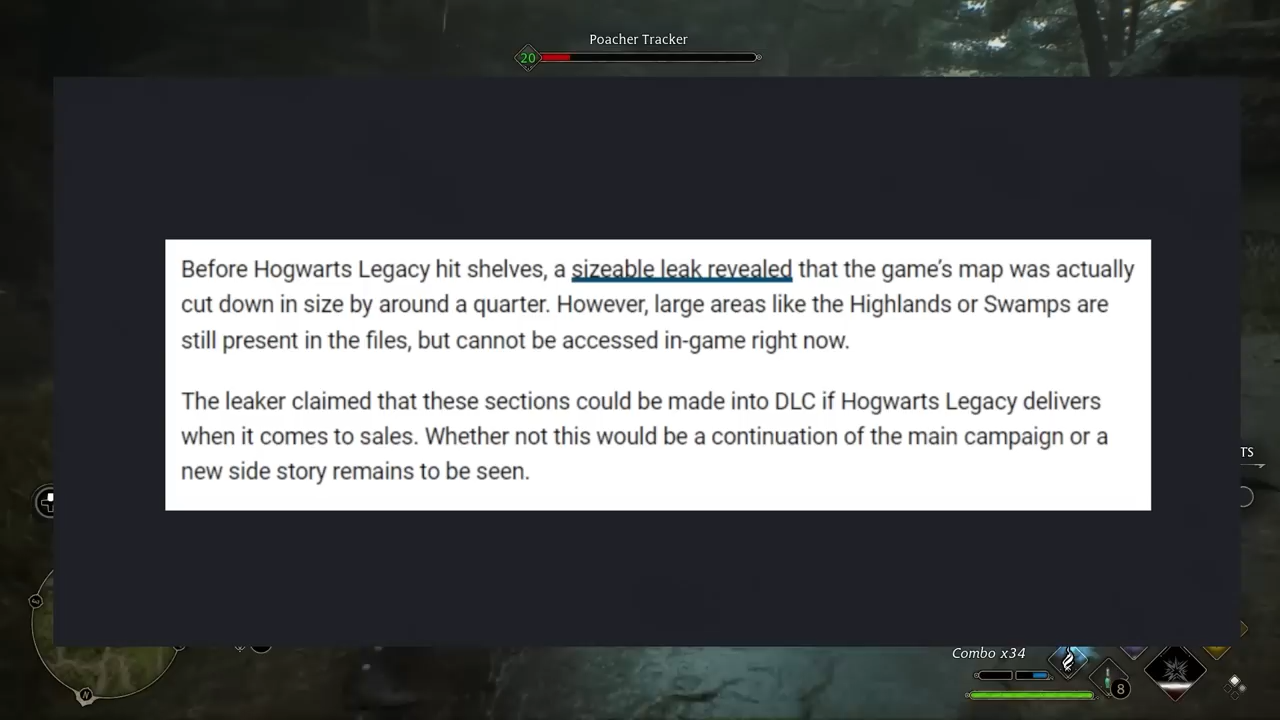 Poacher Tracker
20
Before Hogwarts Legacy hit shelves, a sizeable leak revealed that the game’s map was actually
cut down in size by around a quarter. However, large areas like the Highlands or Swamps are
still present in the files, but cannot be accessed in-game right now.
The leaker claimed that these sections could be made into DLC if Hogwarts Legacy delivers
when it comes to sales. Whether not this would be a continuation of the main campaign or a
new side story remains to be seen.
TS
Combo x34
8
N